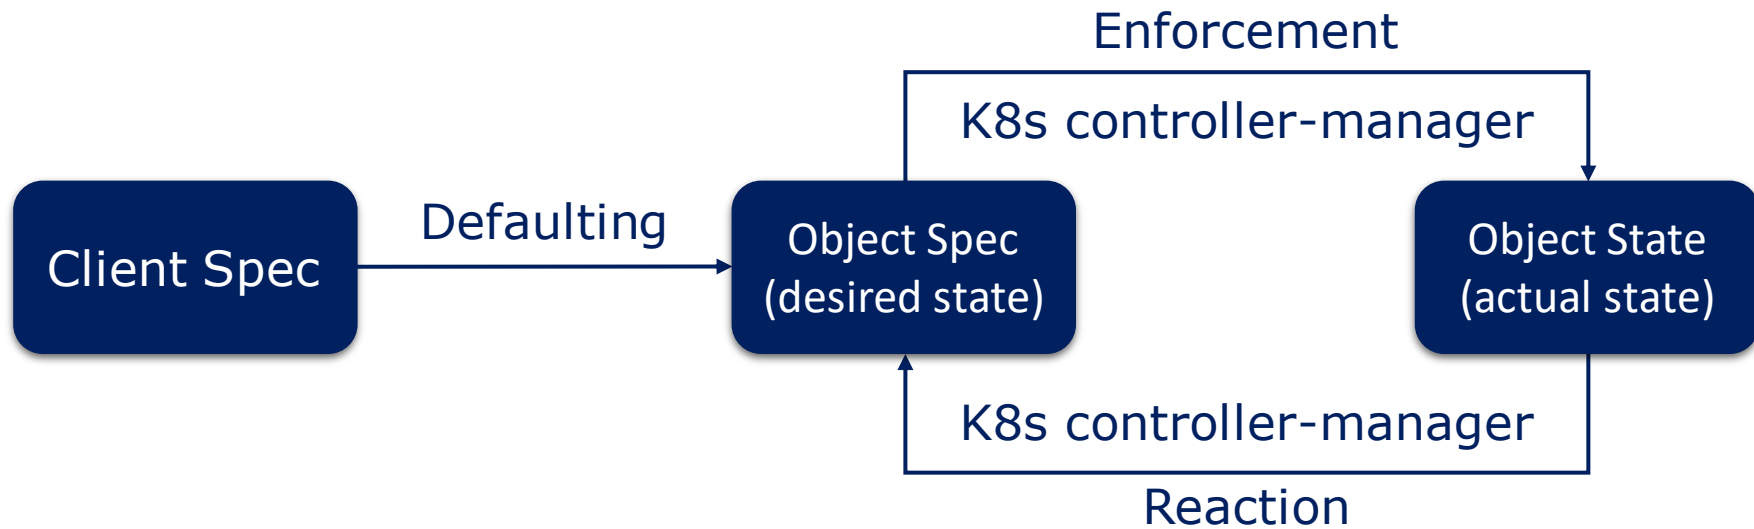 Enforcement
K8s controller-manager
Client Spec
Defaulting
Object Spec
(desired state)
Object State
(actual state)
K8s controller-manager
Reaction